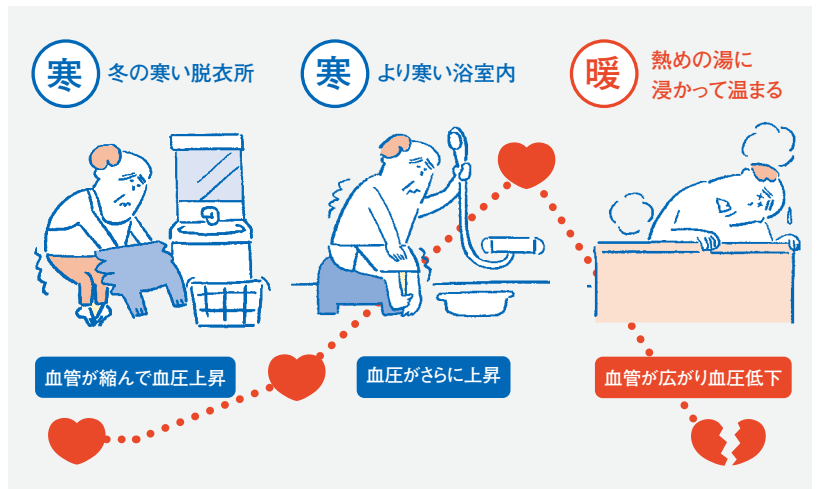 寒
冬の寒い脱衣所
寒
より寒い浴室内
暖
熱めの湯に
浸かって温まる
血管が縮んで血圧上昇
血圧がさらに上昇
血管が広がり血圧低下